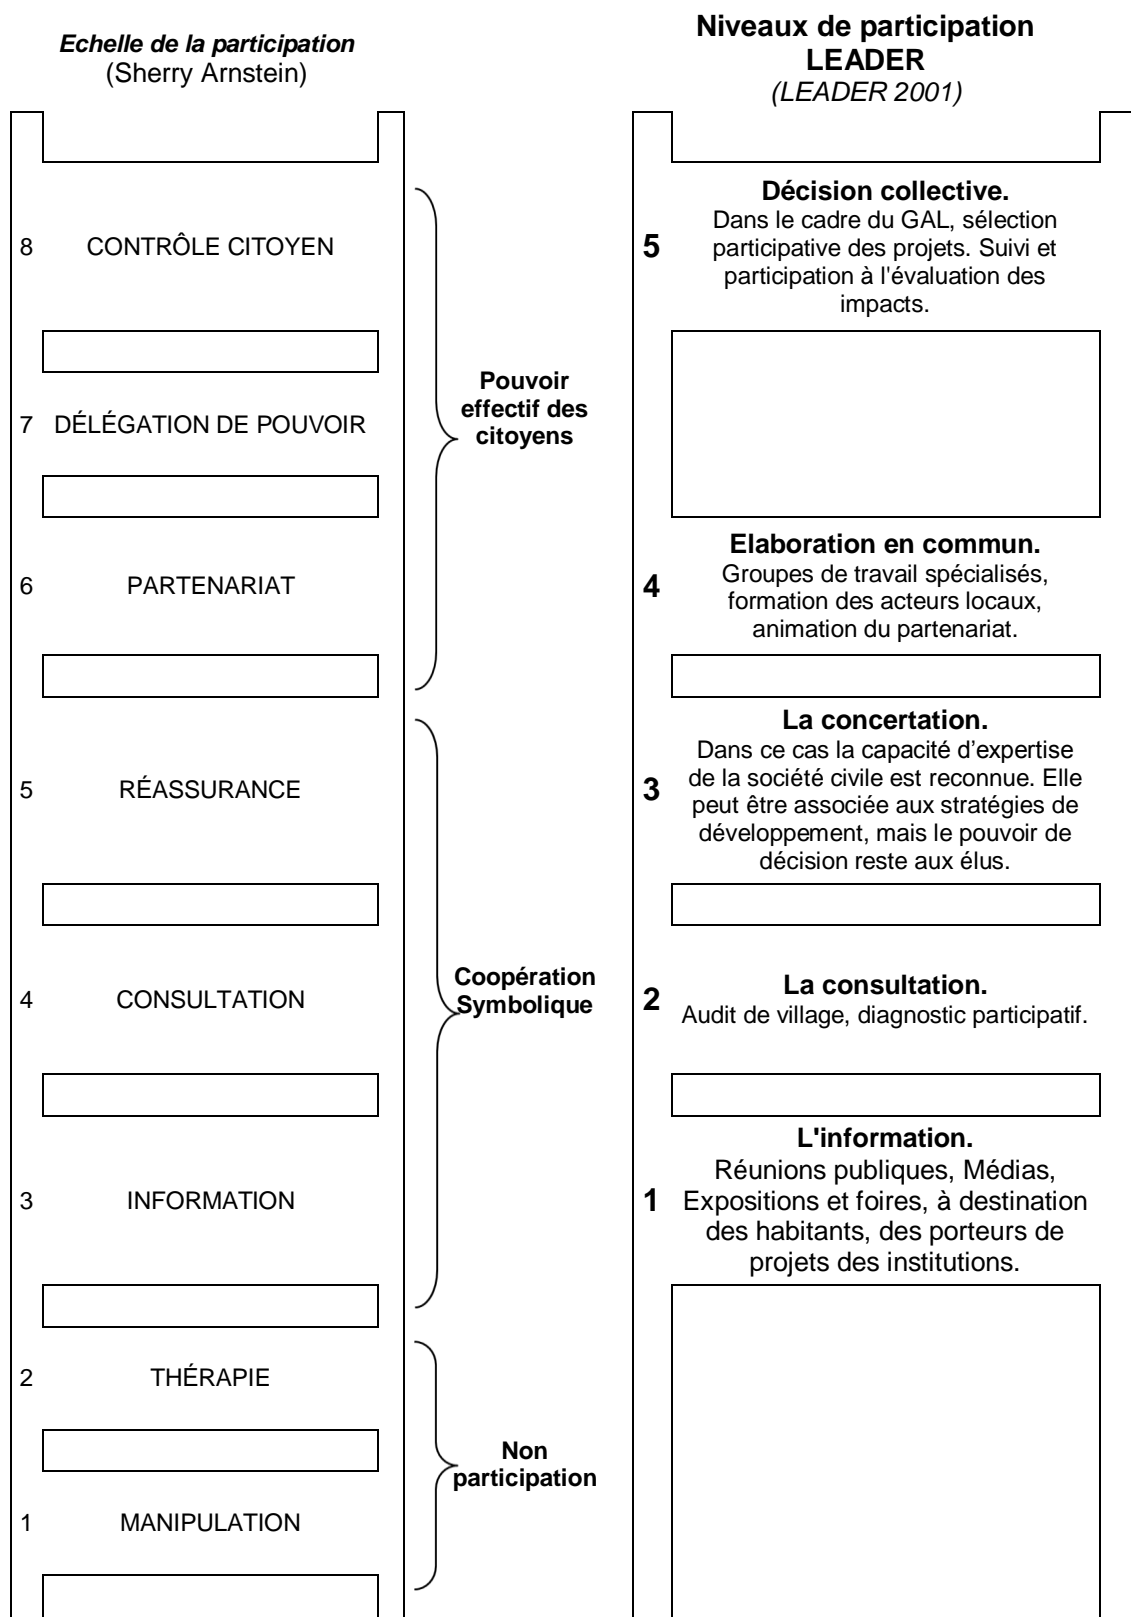 Echelle de la participation
(Sherry Arnstein)
8 CONTRÔLE CITOYEN
7 DÉLÉGATION DE POUVOIR
6 PARTENARIAT
5 RÉASSURANCE
4 CONSULTATION
3 INFORMATION
2 THÉRAPIE
1 MANIPULATION
Pouvoir
effectif des
citoyens
Coopération
Symbolique
Non
participation
Niveaux de participation
LEADER
(LEADER 2001)
5
Décision collective.
Dans le cadre du GAL, sélection
participative des projets. Suivi et
participation à l'évaluation des
impacts.
4
Elaboration en commun.
Groupes de travail spécialisés,
formation des acteurs locaux,
animation du partenariat.
3
La concertation.
Dans ce cas la capacité d’expertise
de la société civile est reconnue. Elle
peut être associée aux stratégies de
développement, mais le pouvoir de
décision reste aux élus.
2
La consultation.
Audit de village, diagnostic participatif.
1
L'information.
Réunions publiques, Médias,
Expositions et foires, à destination
des habitants, des porteurs de
projets des institutions.